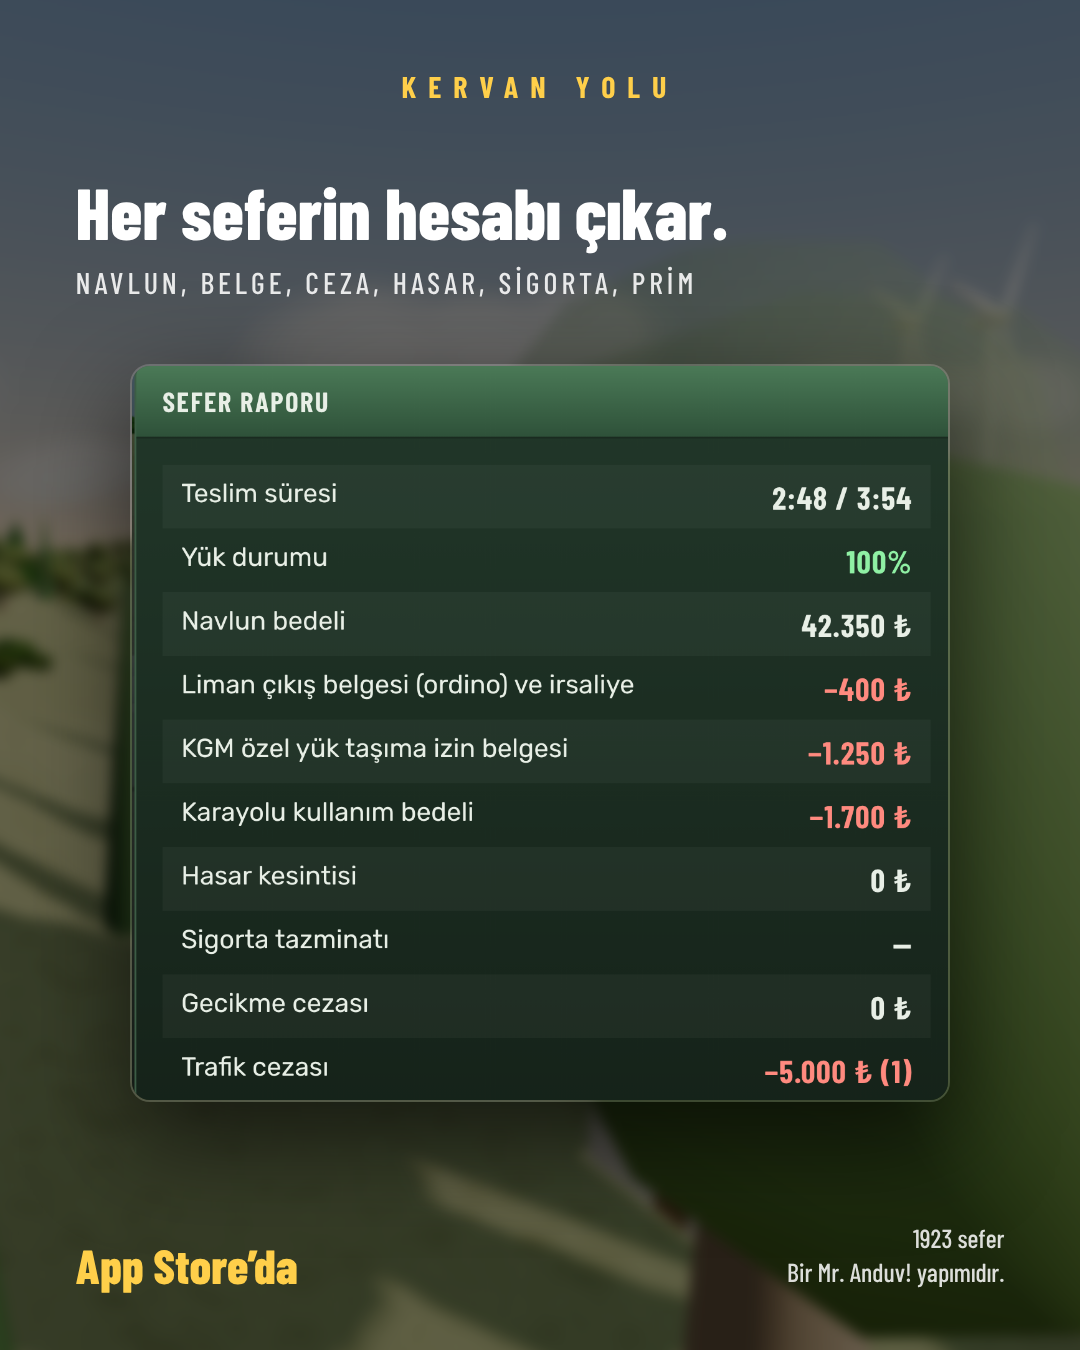 KERVAN YOLU
Her seferin hesabı çıkar.
NAVLUN, BELGE, CEZA, HASAR, SİGORTA, PRİM
SEFER RAPORU
Teslim süresi 2:48 / 3:54
Yük durumu 100%
Navlun bedeli 42.350 ₺
Liman çıkış belgesi (ordino) ve irsaliye −400 ₺
KGM özel yük taşıma izin belgesi −1.250 ₺
Karayolu kullanım bedeli −1.700 ₺
Hasar kesintisi 0 ₺
Sigorta tazminatı —
Gecikme cezası 0 ₺
Trafik cezası −5.000 ₺ (1)
1923 sefer
App Store’da
Bir Mr. Anduv! yapımıdır.